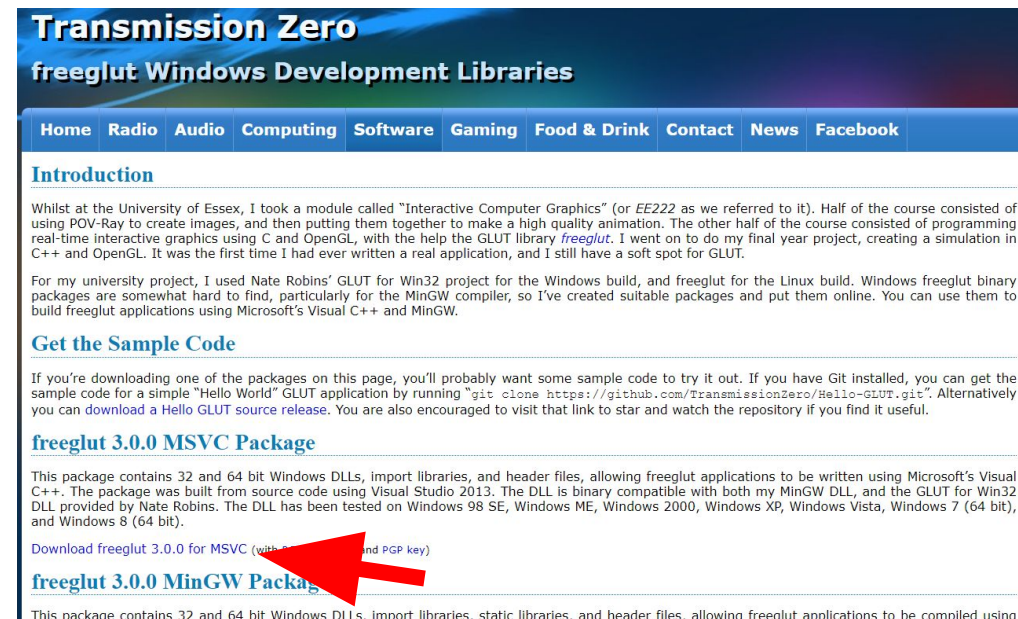 Transmission Zero
freeglut Windows Development Libraries
Home Radio Audio Computing Software Gaming Food & Drink Contact News Facebook
Introduction
Whilst at the University of Essex, I took a module called “Interactive Computer Graphics” (or EE222 as we referred to it). Half of the course consisted of
using POV-Ray to create images, and then putting them together to make a high quality animation. The other half of the course consisted of programming
real-time interactive graphics using C and OpenGL, with the help the GLUT library freeglut. I went on to do my final year project, creating a simulation in
C++ and OpenGL. It was the first time I had ever written a real application, and I still have a soft spot for GLUT.
For my university project, I used Nate Robins’ GLUT for Win32 project for the Windows build, and freeglut for the Linux build. Windows freeglut binary
packages are somewhat hard to find, particularly for the MinGW compiler, so I’ve created suitable packages and put them online. You can use them to
build freeglut applications using Microsoft’s Visual C++ and MinGW.
Get the Sample Code
If you’re downloading one of the packages on this page, you’ll probably want some sample code to try it out. If you have Git installed, you can get the
sample code for a simple “Hello World” GLUT application by running “git clone https://github.com/TransmissionZero/Hello-GLUT.git”. Alternatively
you can download a Hello GLUT source release. You are also encouraged to visit that link to star and watch the repository if you find it useful.
freeglut 3.0.0 MSVC Package
This package contains 32 and 64 bit Windows DLLs, import libraries, and header files, allowing freeglut applications to be written using Microsoft’s Visual
C++. The package was built from source code using Visual Studio 2013. The DLL is binary compatible with both my MinGW DLL, and the GLUT for Win32
DLL provided by Nate Robins. The DLL has been tested on Windows 98 SE, Windows ME, Windows 2000, Windows XP, Windows Vista, Windows 7 (64 bit),
and Windows 8 (64 bit).
Download freeglut 3.0.0 for MSVC (with and PGP key)
freeglut 3.0.0 MinGW Package
This package contains 32 and 64 bit Windows DLLs, import libraries, static libraries, and header files, allowing freeglut applications to be compiled using